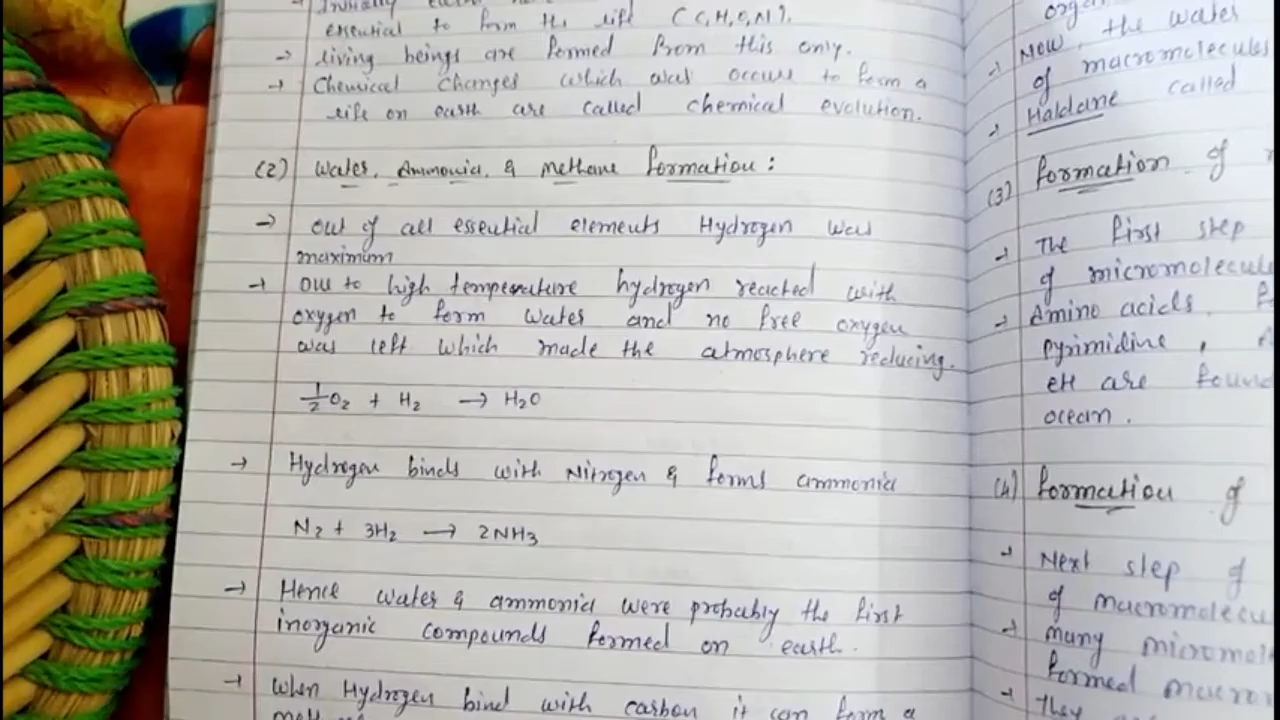 essential to form the life (C,H,O,N).
→ living beings are formed from this only.
→ Chemical changes which was occure to form a
life on earth are called chemical evolution.
(2) Water, Ammonia, & Methane formation :
→ out of all essential elements Hydrogen was
maximum
→ Due to high temperature hydrogen reacted with
oxygen to form water and no free oxygen
was left which made the atmosphere reducing.
1/2 O2 + H2 → H2O
→ Hydrogen binds with Nitrogen & forms ammonia
N2 + 3H2 → 2NH3
→ Hence water & ammonia were probably the first
inorganic compounds formed on earth.
→ When Hydrogen bind with carbon it can form a
→ Now, the water
of macromolecules
→ Haldane called
(3) Formation of
→ The first step
of micromolecul
→ Amino acids,
pyrimidine,
etH are found
ocean.
(4) Formation of
→ Next step of
of macromolecu
→ Many micromol
formed macro
→ They